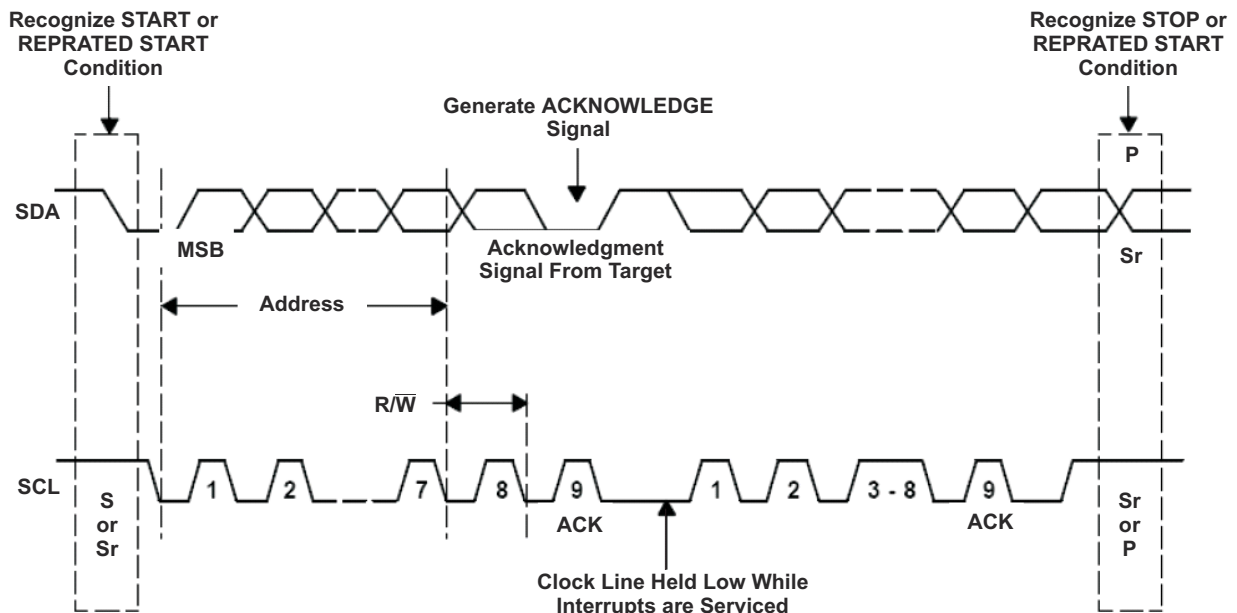 Recognize START or
REPRATED START
Condition
Recognize STOP or
REPRATED START
Condition
Generate ACKNOWLEDGE
Signal
P
SDA
MSB
Acknowledgment
Signal From Target
Sr
Address
R/W̅
SCL
1
2
7
8
9
1
2
3 - 8
9
ACK
ACK
S
or
Sr
Sr
or
P
Clock Line Held Low While
Interrupts are Serviced